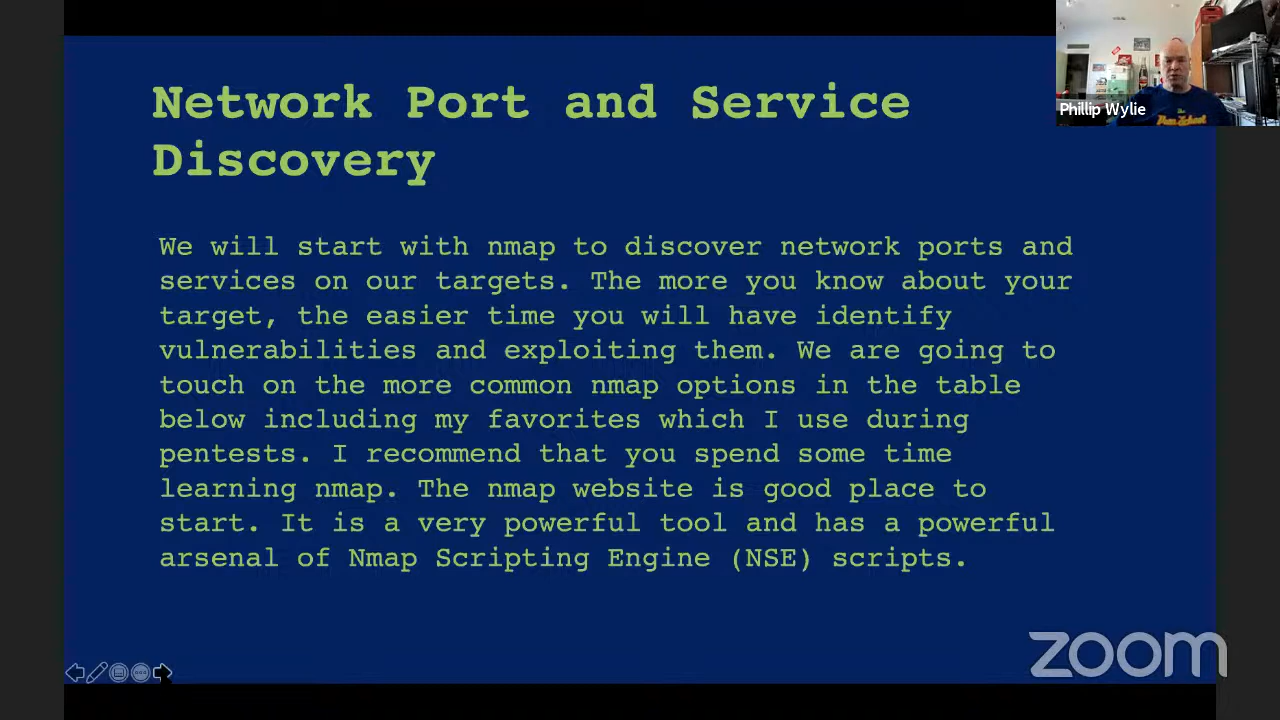 Network Port and Service
Discovery
We will start with nmap to discover network ports and
services on our targets. The more you know about your
target, the easier time you will have identify
vulnerabilities and exploiting them. We are going to
touch on the more common nmap options in the table
below including my favorites which I use during
pentests. I recommend that you spend some time
learning nmap. The nmap website is good place to
start. It is a very powerful tool and has a powerful
arsenal of Nmap Scripting Engine (NSE) scripts.
Phillip Wylie
zoom